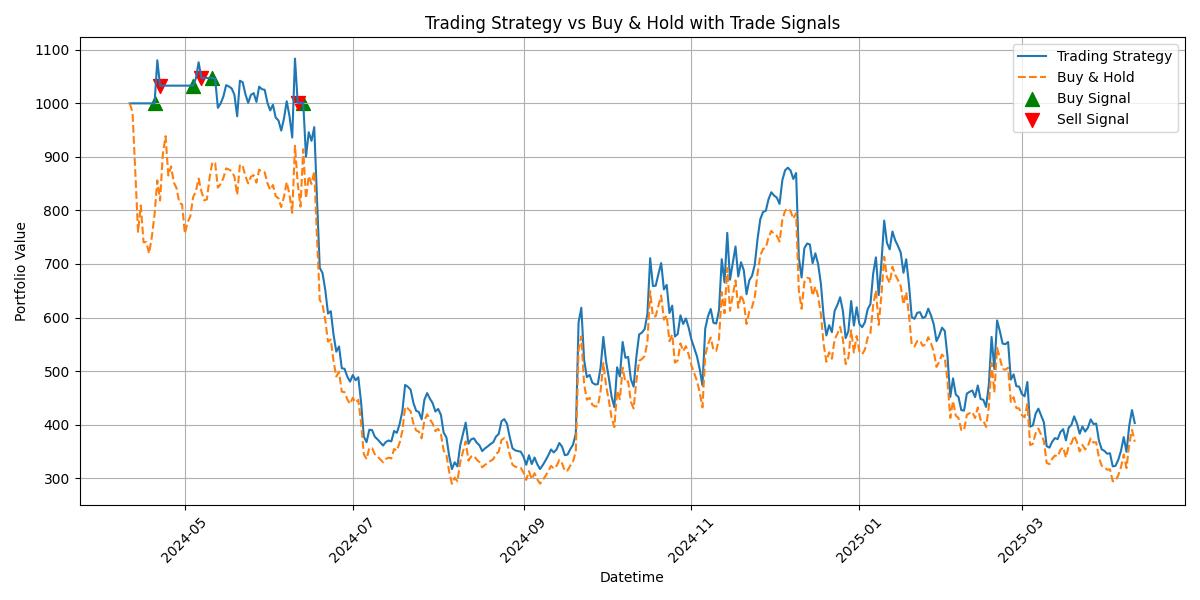 Trading Strategy vs Buy & Hold with Trade Signals
1100
1000
900
800
700
600
500
400
300
Portfolio Value
Trading Strategy
Buy & Hold
Buy Signal
Sell Signal
2024-05
2024-07
2024-09
2024-11
2025-01
2025-03
Datetime